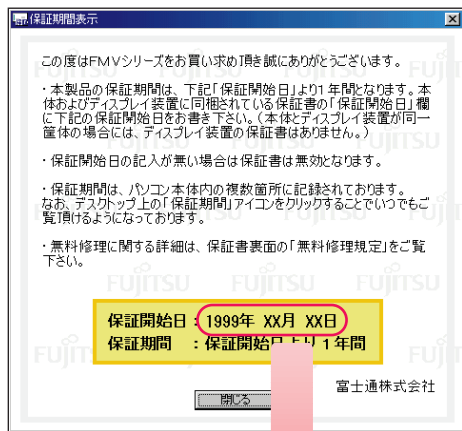 保証期間表示
この度はFMVシリーズをお買い求め頂き誠にありがとうございます。
・本製品の保証期間は、下記「保証開始日」より1年間となります。本
体およびディスプレイ装置に同梱されている保証書の「保証開始日」欄
に下記の保証開始日をお書き下さい。（本体とディスプレイ装置が同一
筐体の場合には、ディスプレイ装置の保証書はありません。）
・保証開始日の記入が無い場合は保証書は無効となります。
・保証期間は、パソコン本体内の複数箇所に記録されております。
なお、デスクトップ上の「保証期間」アイコンをクリックすることでいつでもご
覧頂けるようになっております。
・無料修理に関する詳細は、保証書裏面の「無料修理規定」をご覧
下さい。
保証開始日：1999年 XX月 XX日
保証期間　：保証開始日より1年間
富士通株式会社
閉じる
FUJITSU